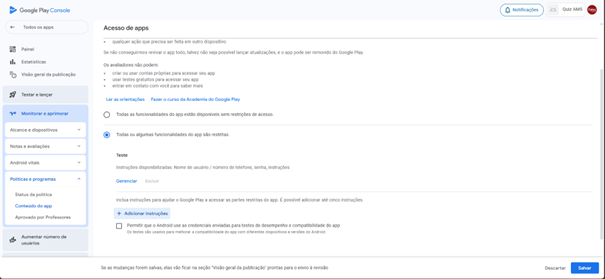 Google Play Console
Notificações
Quiz AMS
Todos os apps
Painel
Estatísticas
Visão geral da publicação
Testar e lançar
Monitorar e aprimorar
Alcance e dispositivos
Notas e avaliações
Android vitals
Políticas e programas
Status da política
Conteúdo do app
Aprovado por Professores
Aumentar número de
usuários
Acesso de apps
• qualquer ação que precisa ser feita em outro dispositivo.
Se não conseguirmos revisar o app todo, talvez não seja possível lançar atualizações, e o app pode ser removido do Google Play.
Os avaliadores não podem:
• criar ou usar contas próprias para acessar seu app
• usar testes gratuitos para acessar seu app
• entrar em contato com você para saber mais
Ler as orientações Fazer o curso da Academia do Google Play
Todas as funcionalidades do app estão disponíveis sem restrições de acesso.
Todas ou algumas funcionalidades do app são restritas.
Teste
Instruções disponibilizadas: Nome de usuário / número de telefone, senha, instruções
Gerenciar Excluir
Inclua instruções para ajudar o Google Play a acessar as partes restritas do app. É possível adicionar até cinco instruções.
+ Adicionar instruções
Permitir que o Android use as credenciais enviadas para testes de desempenho e compatibilidade do app
Os testes são usados para melhorar a compatibilidade do app com diferentes dispositivos e versões do Android.
Se as mudanças forem salvas, elas vão ficar na seção "Visão geral da publicação" prontas para o envio à revisão.
Descartar
Salvar